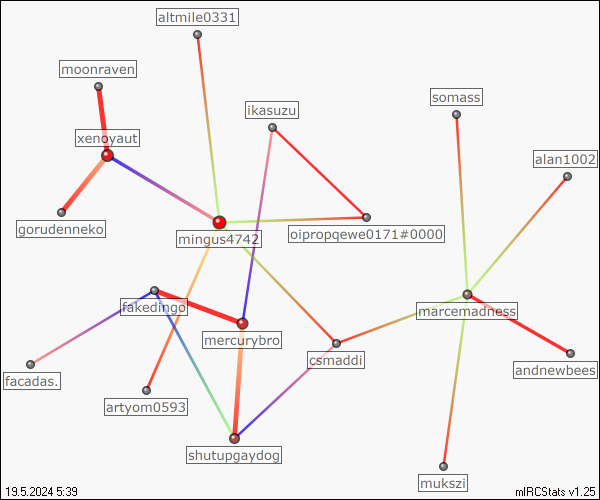 altmile0331
moonraven
somass
ikasuzu
xenoyaut
alan1002
gorudenneko
oipropqewe0171#0000
mingus4742
fakedingo
marcemadness
mercurybro
csmaddi
andnewbees
facadas.
artyom0593
shutupgaydog
mukszi
19.5.2024 5:39
mIRCStats v1.25